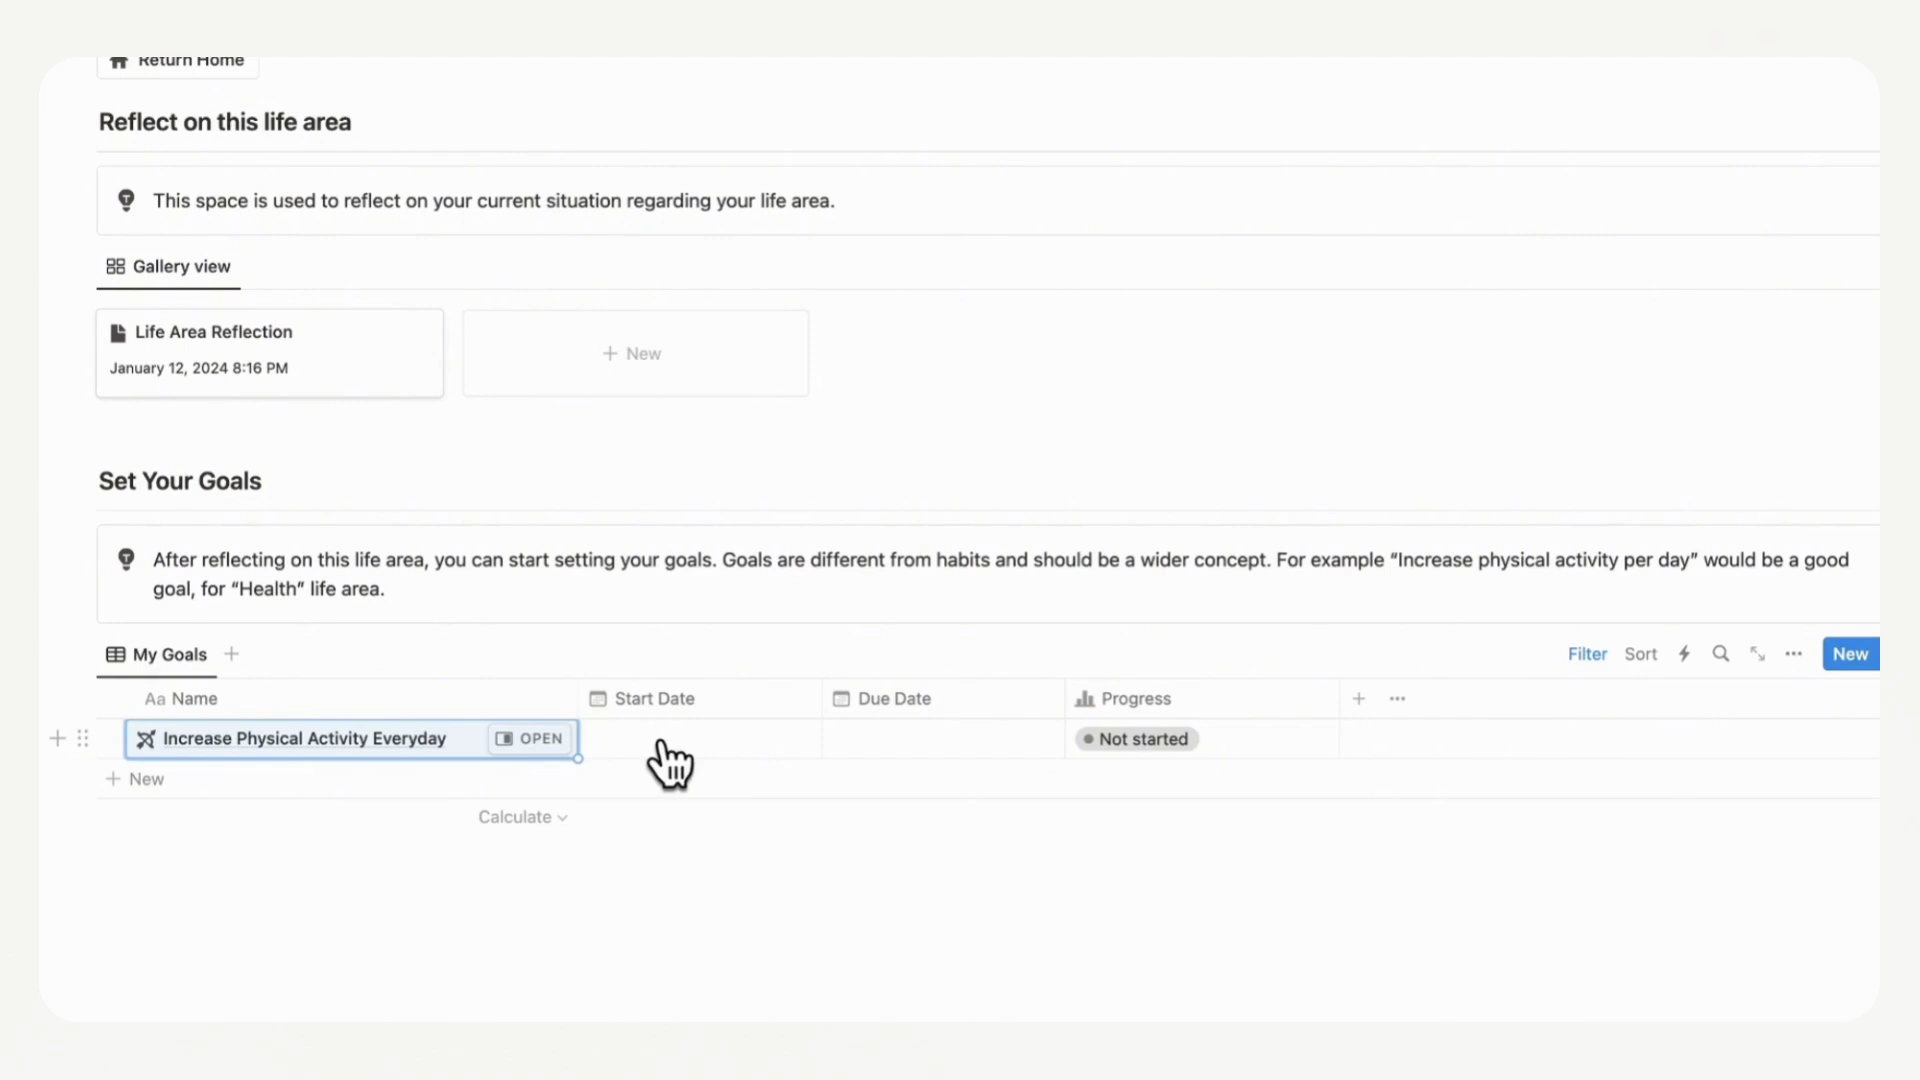 Return Home
Reflect on this life area
This space is used to reflect on your current situation regarding your life area.
Gallery view
Life Area Reflection
January 12, 2024 8:16 PM
+ New
Set Your Goals
After reflecting on this life area, you can start setting your goals. Goals are different from habits and should be a wider concept. For example “Increase physical activity per day” would be a good
goal, for “Health” life area.
My Goals +
Filter Sort ••• New
Aa Name Start Date Due Date Progress + •••
Increase Physical Activity Everyday OPEN Not started
+ New
Calculate